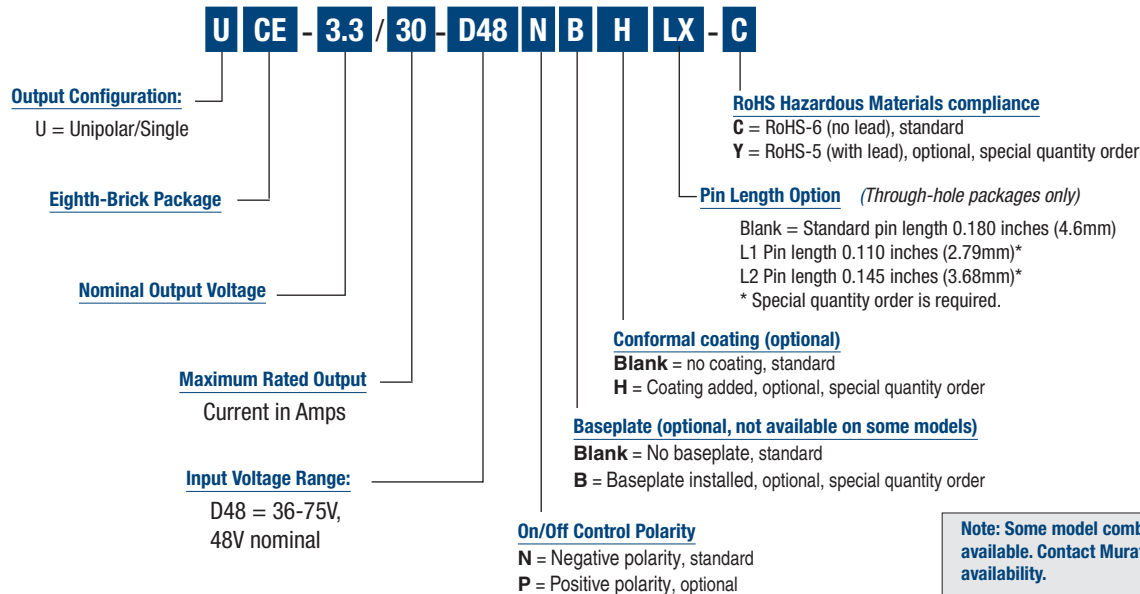 U CE - 3.3 / 30 - D48 N B H LX - C
Output Configuration:
U = Unipolar/Single
Eighth-Brick Package
Nominal Output Voltage
Maximum Rated Output
Current in Amps
Input Voltage Range:
D48 = 36-75V,
48V nominal
RoHS Hazardous Materials compliance
C = RoHS-6 (no lead), standard
Y = RoHS-5 (with lead), optional, special quantity order
Pin Length Option (Through-hole packages only)
Blank = Standard pin length 0.180 inches (4.6mm)
L1 Pin length 0.110 inches (2.79mm)*
L2 Pin length 0.145 inches (3.68mm)*
* Special quantity order is required.
Conformal coating (optional)
Blank = no coating, standard
H = Coating added, optional, special quantity order
Baseplate (optional, not available on some models)
Blank = No baseplate, standard
B = Baseplate installed, optional, special quantity order
On/Off Control Polarity
N = Negative polarity, standard
P = Positive polarity, optional
Note: Some model
available. Contact
availability.